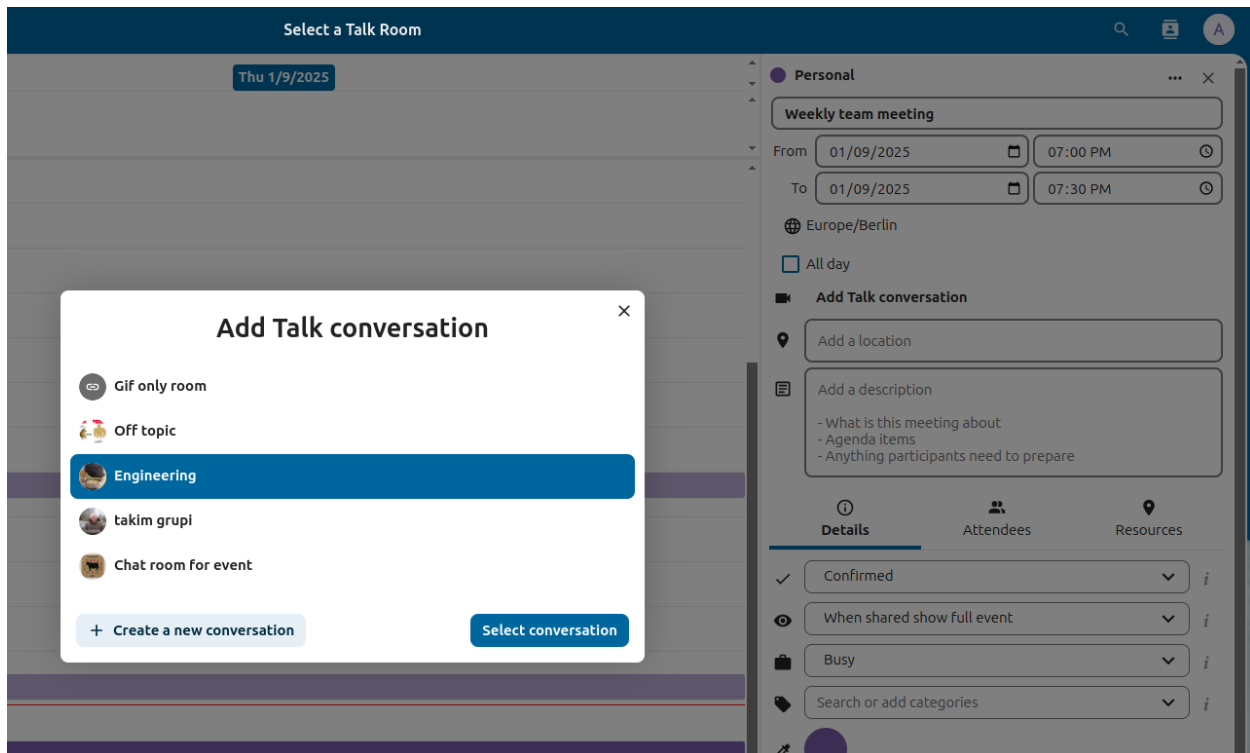 Select a Talk Room
A
Thu 1/9/2025
Personal
Weekly team meeting
From 01/09/2025 07:00 PM
To 01/09/2025 07:30 PM
Europe/Berlin
All day
Add Talk conversation
Add a location
Add a description
- What is this meeting about
- Agenda items
- Anything participants need to prepare
Details Attendees Resources
Confirmed i
When shared show full event i
Busy i
Search or add categories i
Add Talk conversation
Gif only room
Off topic
Engineering
takim grupi
Chat room for event
+ Create a new conversation Select conversation